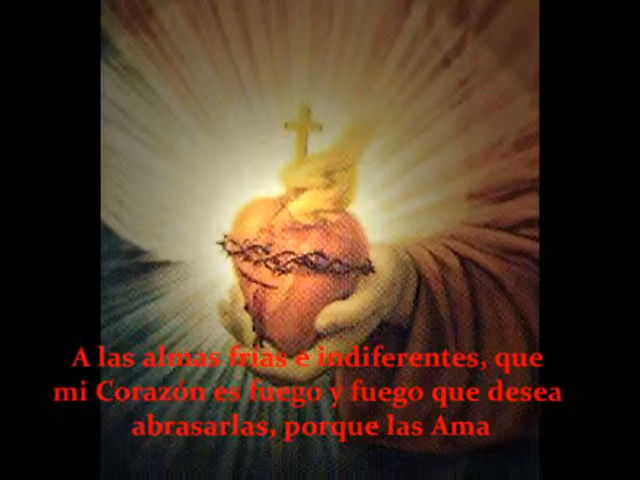 A las almas frías e indiferentes, que
mi Corazón es fuego y fuego que desea
abrasarlas, porque las Ama